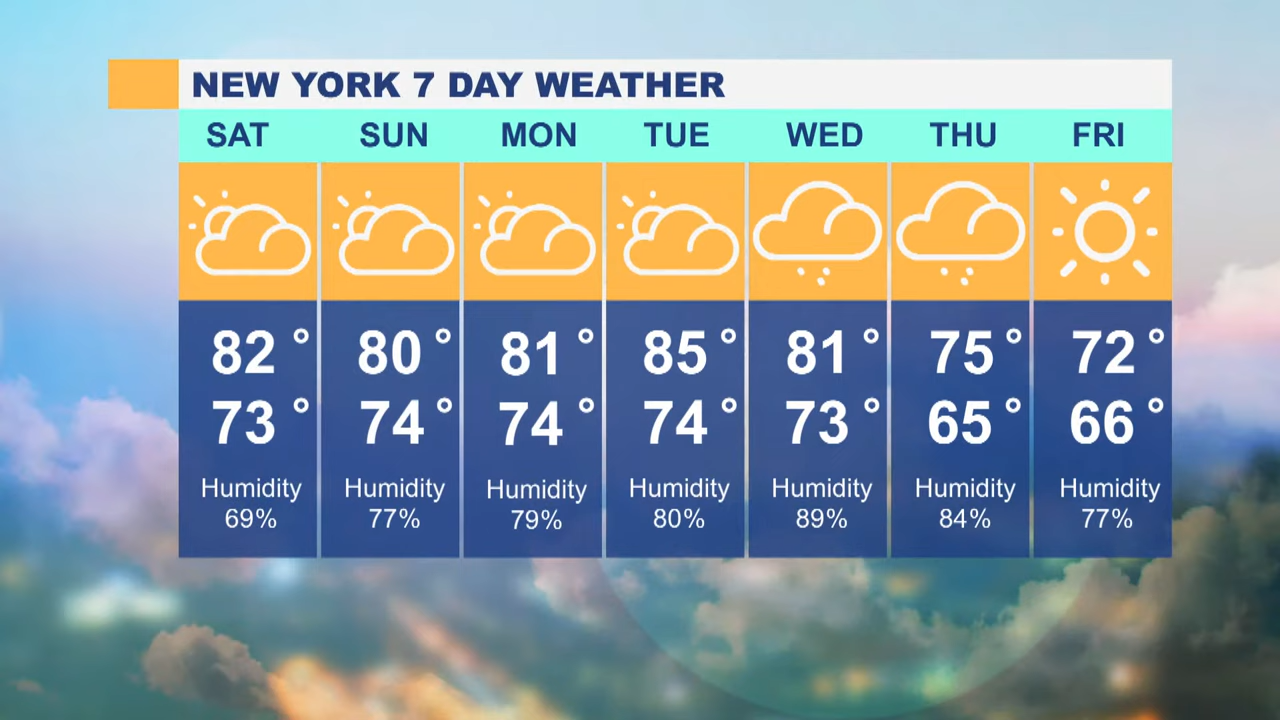 NEW YORK 7 DAY WEATHER
SAT SUN MON TUE WED THU FRI
82° 80° 81° 85° 81° 75° 72°
73° 74° 74° 74° 73° 65° 66°
Humidity Humidity Humidity Humidity Humidity Humidity Humidity
69% 77% 79% 80% 89% 84% 77%